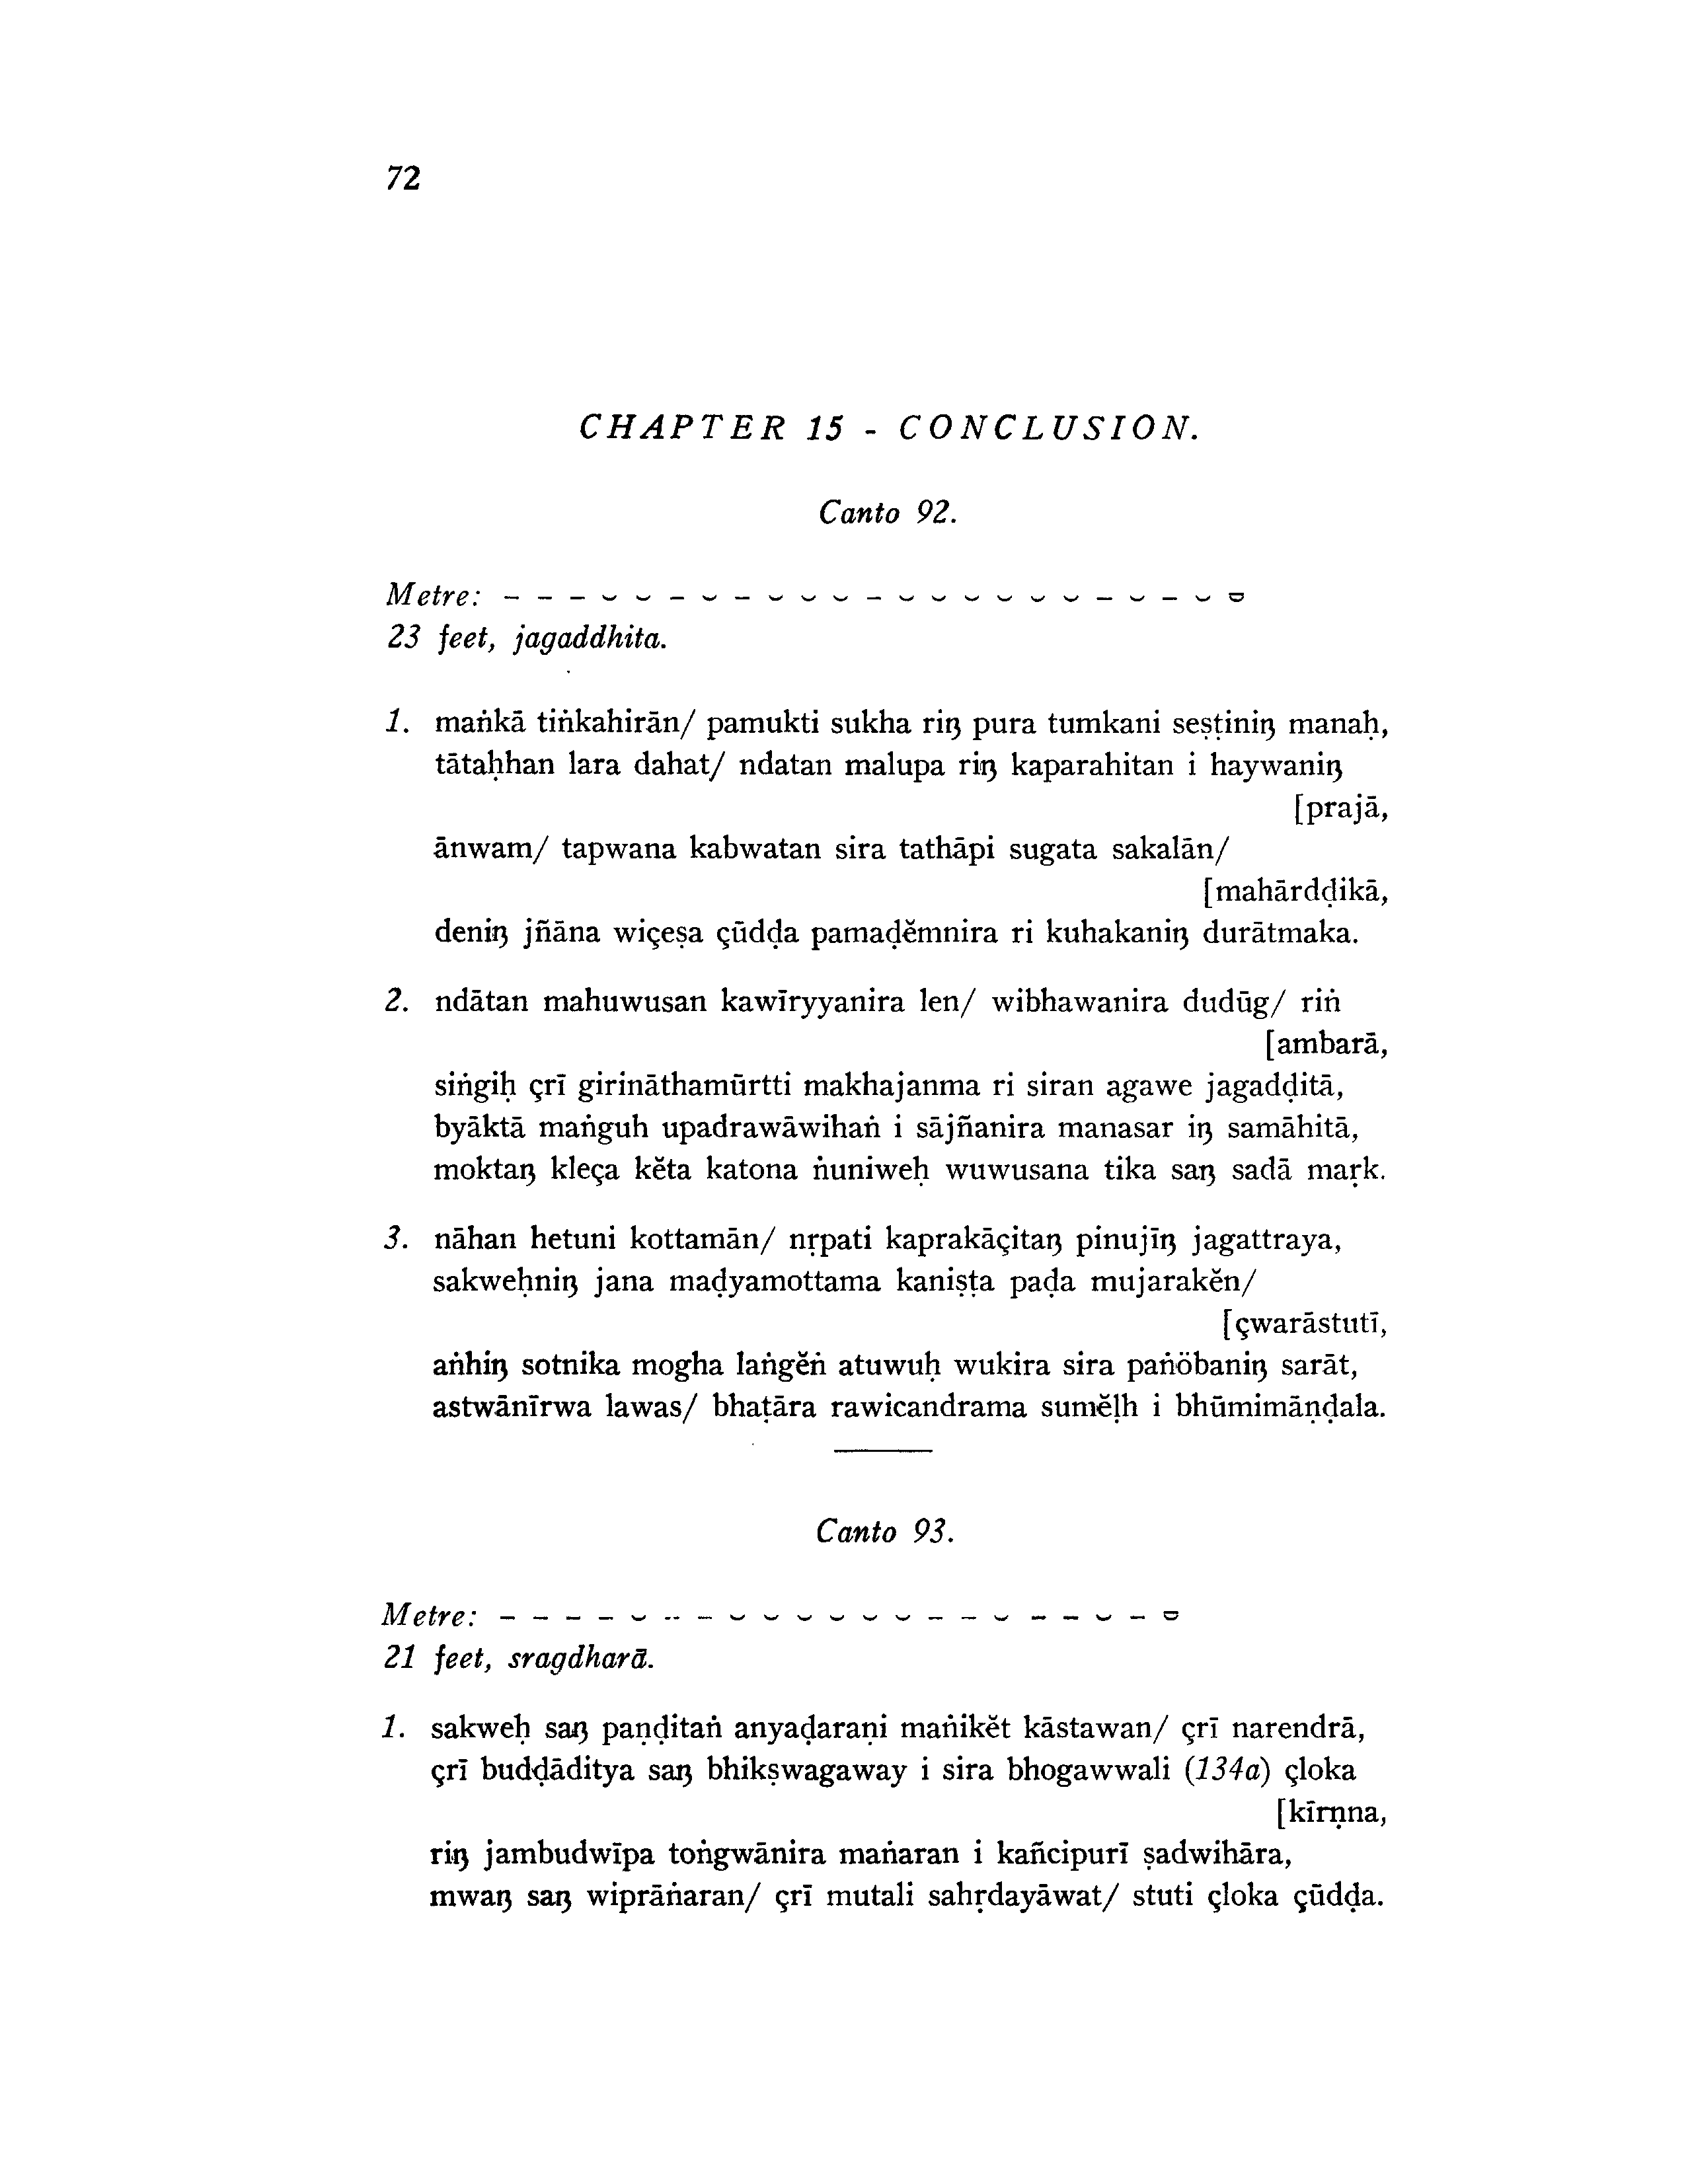 72
CHAPTER 15 - CONCLUSION.
Canto 92.
Metre: – – – ⏑ ⏑ – ⏑ – ⏑ ⏑ ⏑ – ⏑ ⏑ ⏑ ⏑ ⏑ ⏑ – ⏑ – ⏑ ⏓
23 feet, jagaddhita.
1. maṅkā tiṅkahirān/ pamukti sukha riŋ pura tumkani seṣṭiniŋ manaḥ,
tātaḥhan lara dahat/ ndatan malupa riŋ kaparahitan i haywaniŋ
[prajā,
ānwam/ tapwana kabwatan sira tathāpi sugata sakalān/
[mahārdḍikā,
deniŋ jñāna wiçeṣa çūdḍa pamaḍĕmnira ri kuhakaniŋ durātmaka.
2. ndātan mahuwusan kawīryyanira len/ wibhawanira dudūg/ riṅ
[ambarā,
siṅgiḥ çrī girināthamūrtti makhajanma ri siran agawe jagadḍitā,
byāktā maṅguh upadrawāwihaṅ i sājñanira manasar iŋ samāhitā,
moktaŋ kleça kĕta katona ṅuniweḥ wuwusana tika saŋ sadā maṛk.
3. nāhan hetuni kottamān/ nṛpati kaprakāçitaŋ pinujīŋ jagattraya,
sakweḥniŋ jana maḍyamottama kaniṣṭa paḍa mujarakĕn/
[çwarāstutī,
aṅhiŋ sotnika mogha laṅgĕṅ atuwuḥ wukira sira paṅöbaniŋ sarāt,
astwānīrwa lawas/ bhaṭāra rawicandrama sumĕḷh i bhūmimāṇḍala.
Canto 93.
Metre: – – – – ⏑ – – ⏑ ⏑ ⏑ ⏑ ⏑ ⏑ – – ⏑ – – ⏑ – ⏓
21 feet, sragdharā.
1. sakweḥ saŋ paṇḍitaṅ anyaḍaraṇi maṅikĕt kāstawan/ çrī narendrā,
çrī budḍāditya saŋ bhikṣwagaway i sira bhogawwali (134a) çloka
[kīrṇna,
riŋ jambudwīpa toṅgwānira maṅaran i kañcipurī ṣadwihāra,
mwaŋ saŋ wiprāṅaran/ çrī mutali sahṛdayāwat/ stuti çloka çūdḍa.